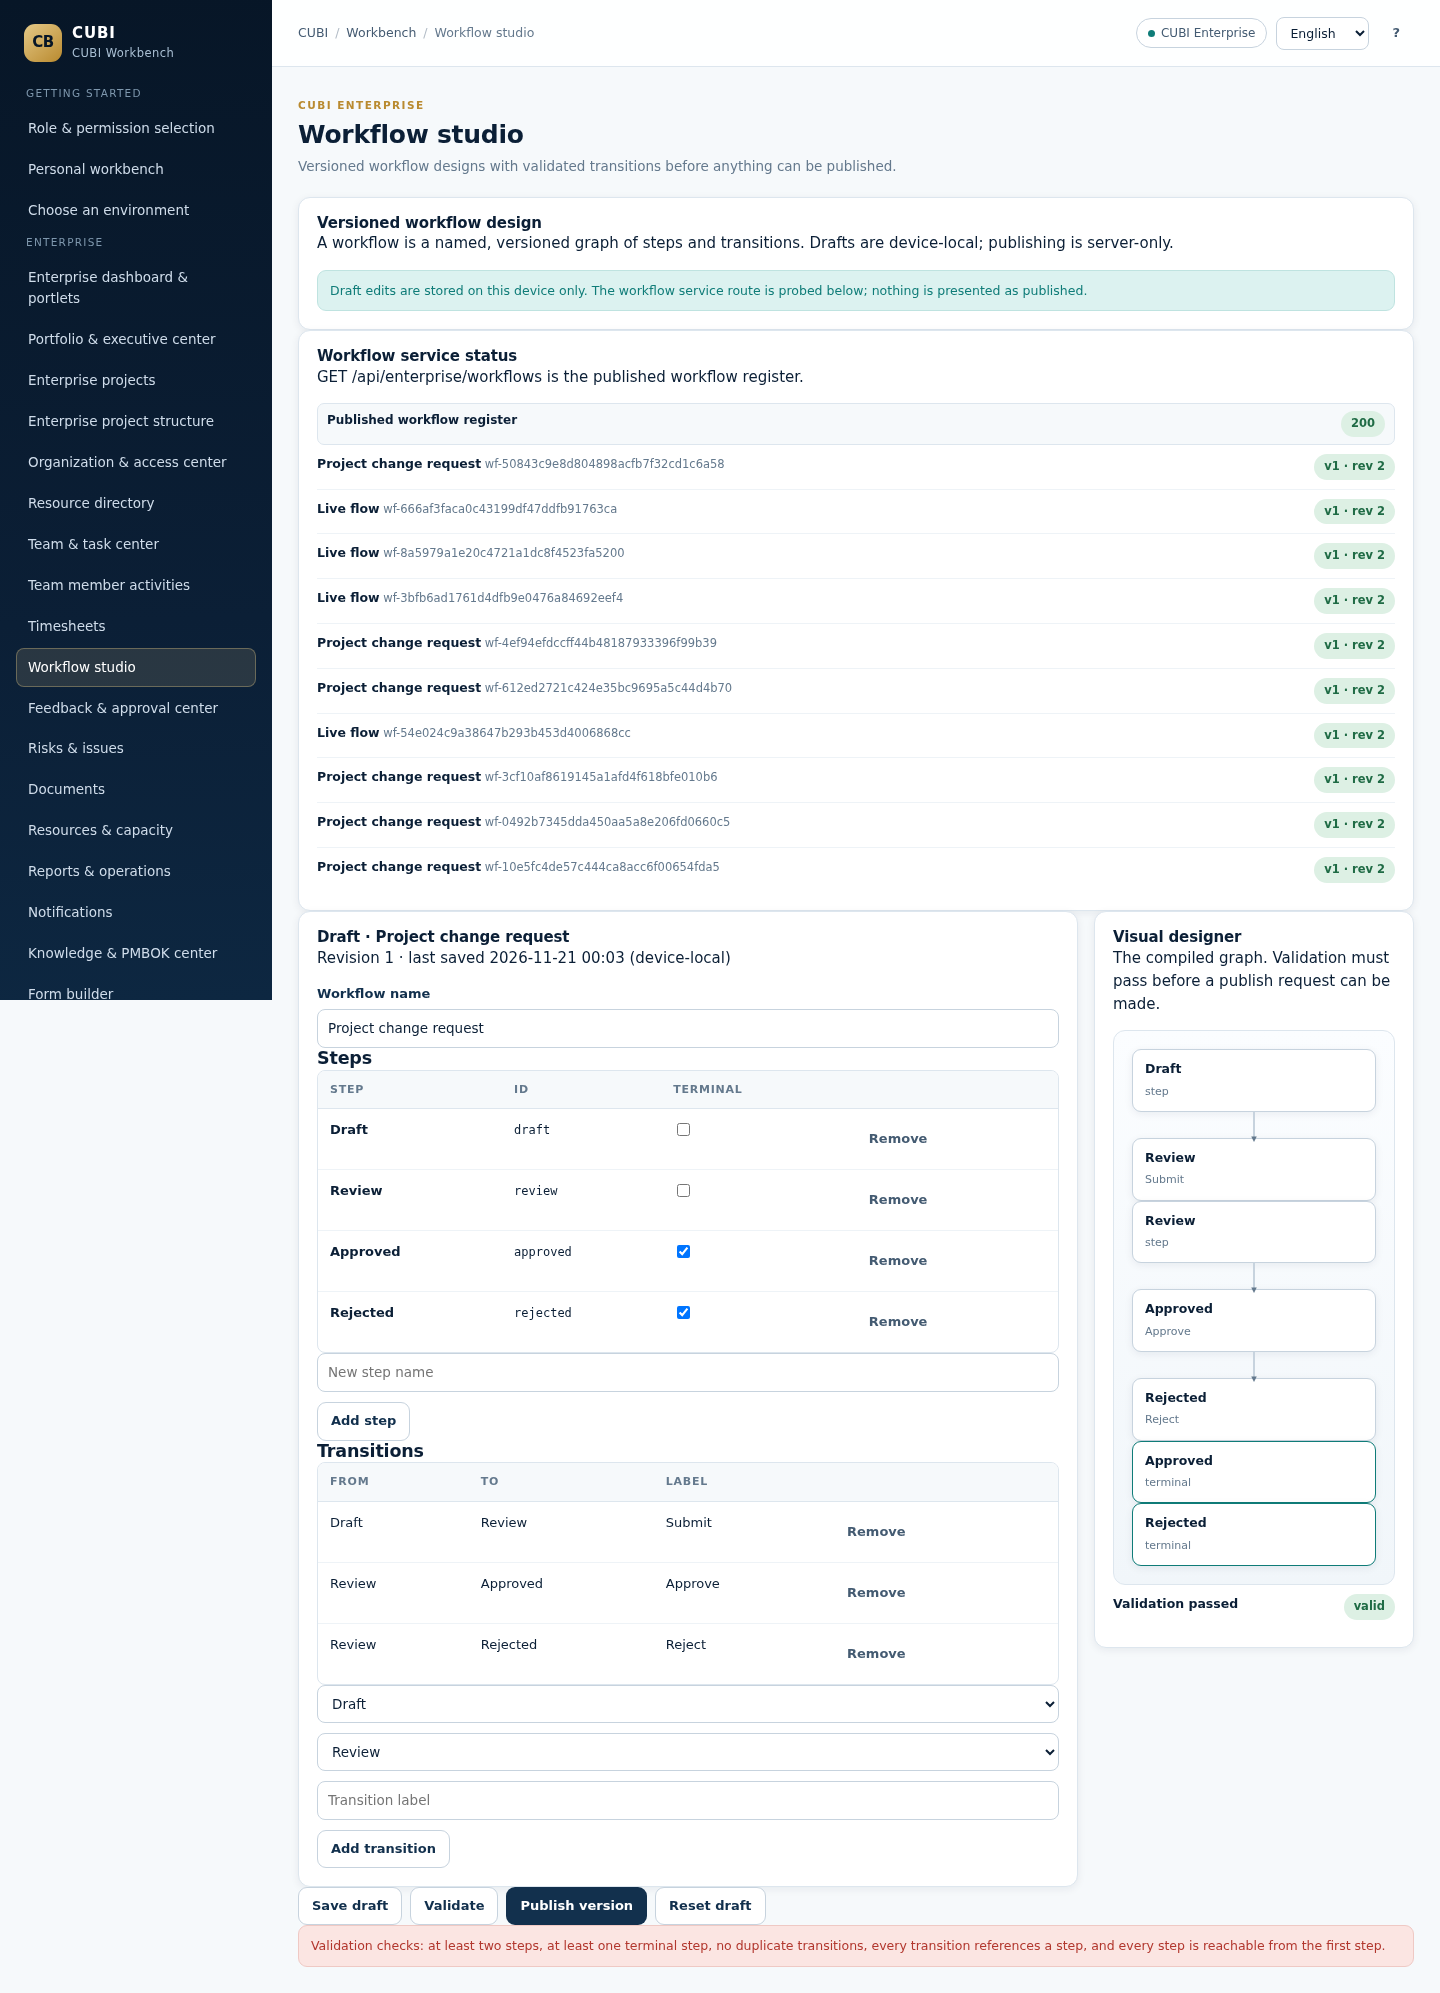 CB
CUBI
CUBI Workbench
GETTING STARTED
Role & permission selection
Personal workbench
Choose an environment
ENTERPRISE
Enterprise dashboard &
portlets
Portfolio & executive center
Enterprise projects
Enterprise project structure
Organization & access center
Resource directory
Team & task center
Team member activities
Timesheets
Workflow studio
Feedback & approval center
Risks & issues
Documents
Resources & capacity
Reports & operations
Notifications
Knowledge & PMBOK center
Form builder
CUBI / Workbench / Workflow studio
CUBI Enterprise
English
?
CUBI ENTERPRISE
Workflow studio
Versioned workflow designs with validated transitions before anything can be published.
Versioned workflow design
A workflow is a named, versioned graph of steps and transitions. Drafts are device-local; publishing is server-only.
Draft edits are stored on this device only. The workflow service route is probed below; nothing is presented as published.
Workflow service status
GET /api/enterprise/workflows is the published workflow register.
Published workflow register 200
Project change request wf-50843c9e8d804898acfb7f32cd1c6a58 v1 · rev 2
Live flow wf-666af3faca0c43199df47ddfb91763ca v1 · rev 2
Live flow wf-8a5979a1e20c4721a1dc8f4523fa5200 v1 · rev 2
Live flow wf-3bfb6ad1761d4dfb9e0476a84692eef4 v1 · rev 2
Project change request wf-4ef94efdccff44b48187933396f99b39 v1 · rev 2
Project change request wf-612ed2721c424e35bc9695a5c44d4b70 v1 · rev 2
Live flow wf-54e024c9a38647b293b453d4006868cc v1 · rev 2
Project change request wf-3cf10af8619145a1afd4f618bfe010b6 v1 · rev 2
Project change request wf-0492b7345dda450aa5a8e206fd0660c5 v1 · rev 2
Project change request wf-10e5fc4de57c444ca8acc6f00654fda5 v1 · rev 2
Draft · Project change request
Revision 1 · last saved 2026-11-21 00:03 (device-local)
Workflow name
Project change request
Steps
STEP ID TERMINAL
Draft draft Remove
Review review Remove
Approved approved Remove
Rejected rejected Remove
New step name
Add step
Transitions
FROM TO LABEL
Draft Review Submit Remove
Review Approved Approve Remove
Review Rejected Reject Remove
Draft
Review
Transition label
Add transition
Visual designer
The compiled graph. Validation must
pass before a publish request can be
made.
Draft
step
Review
Submit
Review
step
Approved
Approve
Rejected
Reject
Approved
terminal
Rejected
terminal
Validation passed valid
Save draft Validate Publish version Reset draft
Validation checks: at least two steps, at least one terminal step, no duplicate transitions, every transition references a step, and every step is reachable from the first step.